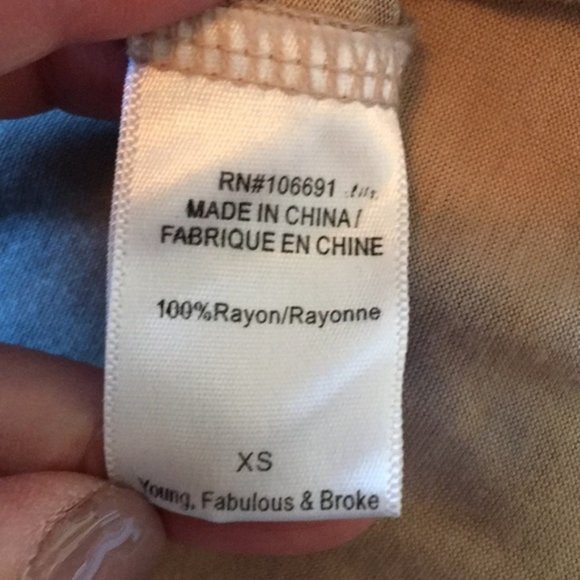 RN#106691
MADE IN CHINA/
FABRIQUE EN CHINE
100%Rayon/Rayonne
XS
Young, Fabulous & Broke